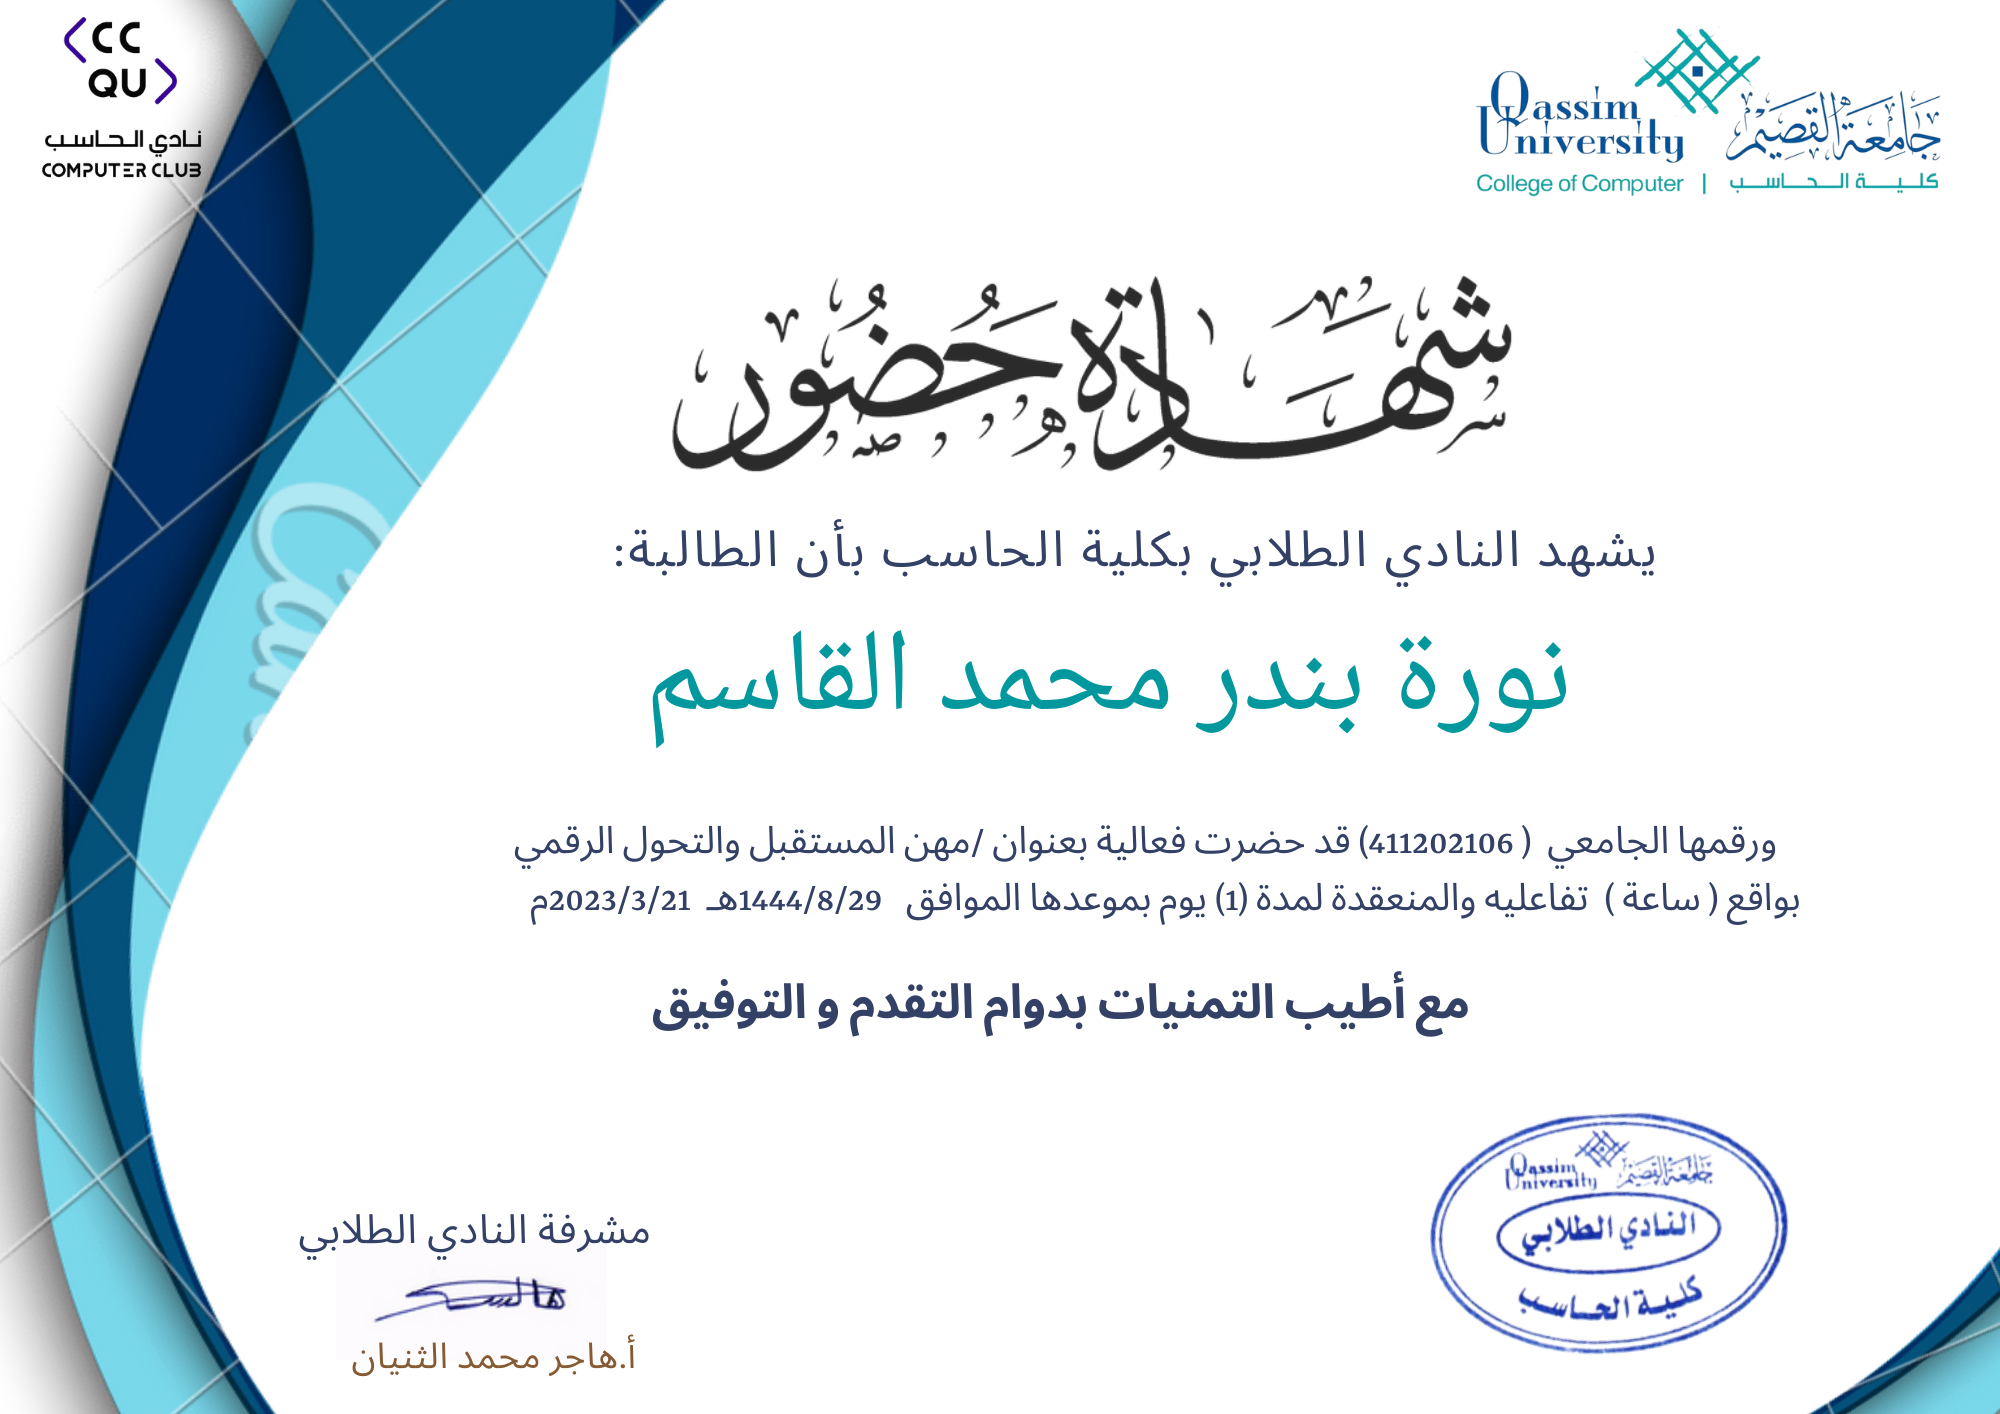 CC
QU
نادي الحاسب
COMPUTER CLUB
Qassim
University
جامعة القصيم
College of Computer | كلية الحاسب
شهادة حضور
يشهد النادي الطلابي بكلية الحاسب بأن الطالبة:
نورة بندر محمد القاسم
ورقمها الجامعي ( 411202106) قد حضرت فعالية بعنوان /مهن المستقبل والتحول الرقمي
بواقع ( ساعة ) تفاعليه والمنعقدة لمدة (1) يوم بموعدها الموافق 1444/8/29هـ 2023/3/21م
مع أطيب التمنيات بدوام التقدم و التوفيق
مشرفة النادي الطلابي
أ.هاجر محمد الثنيان
Qassim
University
جامعة القصيم
النادي الطلابي
كلية الحاسب